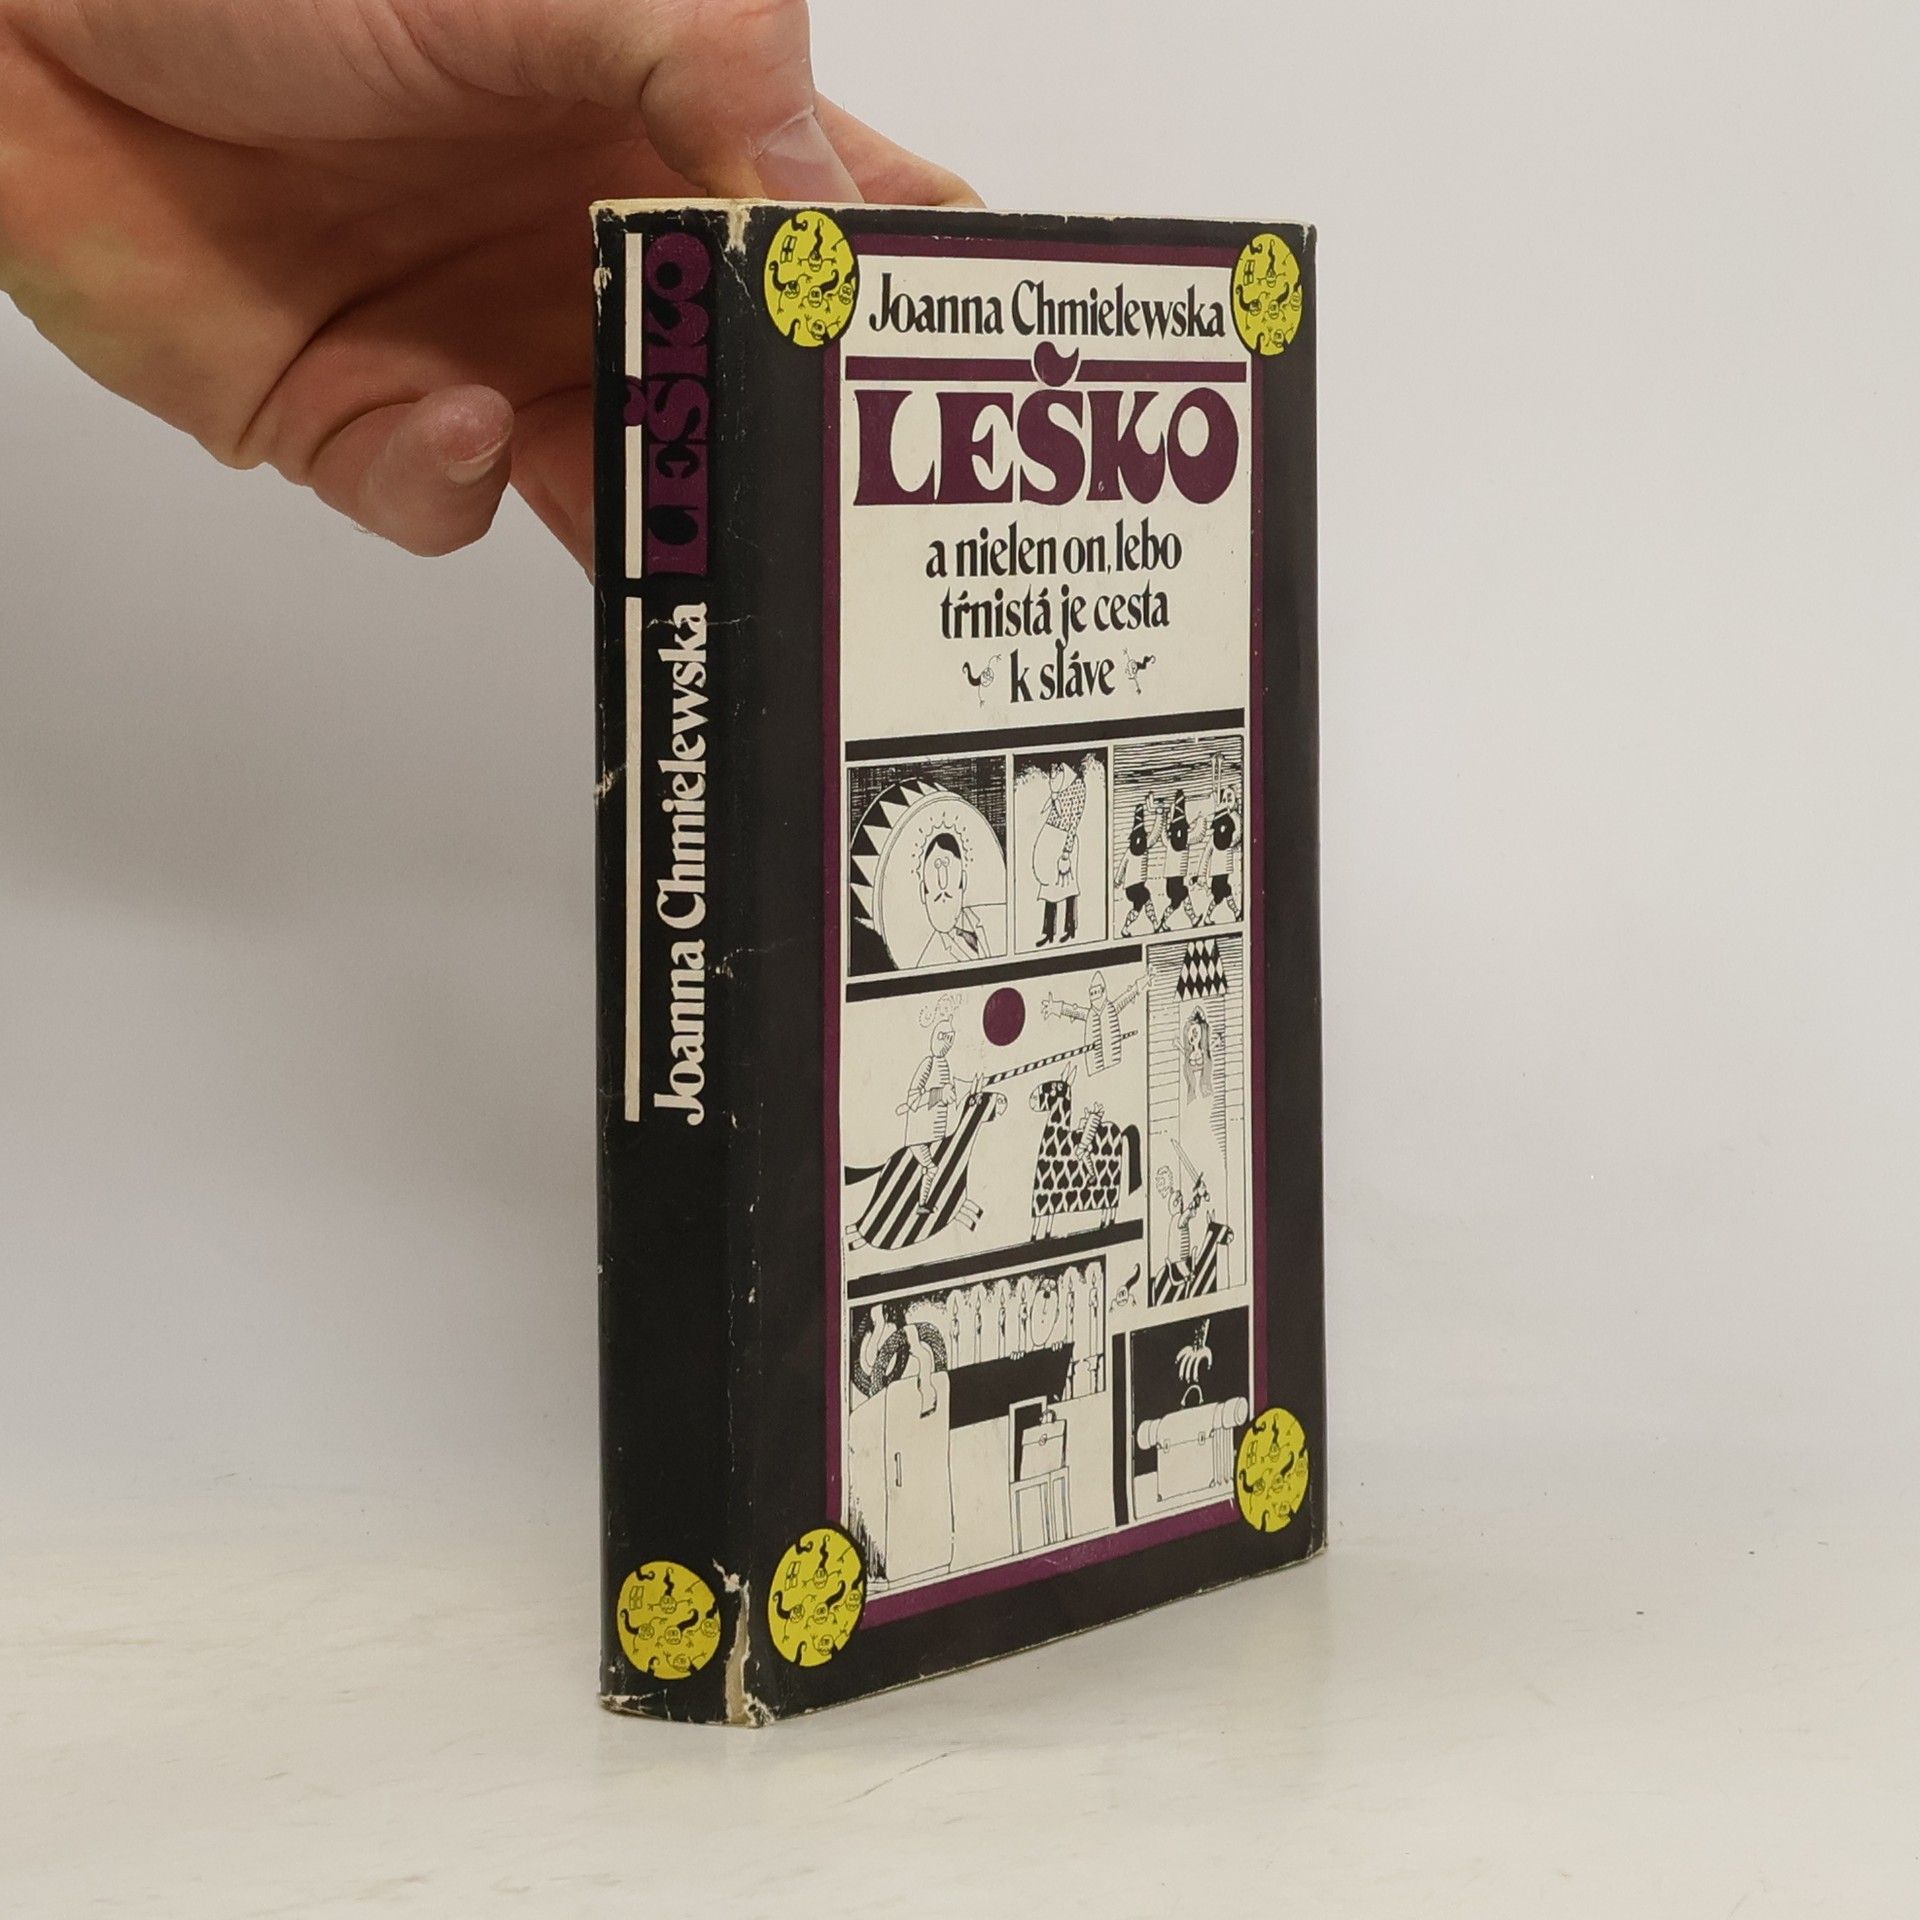 LEŠKO
Joanna Chmielewska
Joanna Chmielewska
LEŠKO
a nielen on, lebo
tŕnistá je cesta
k sláve